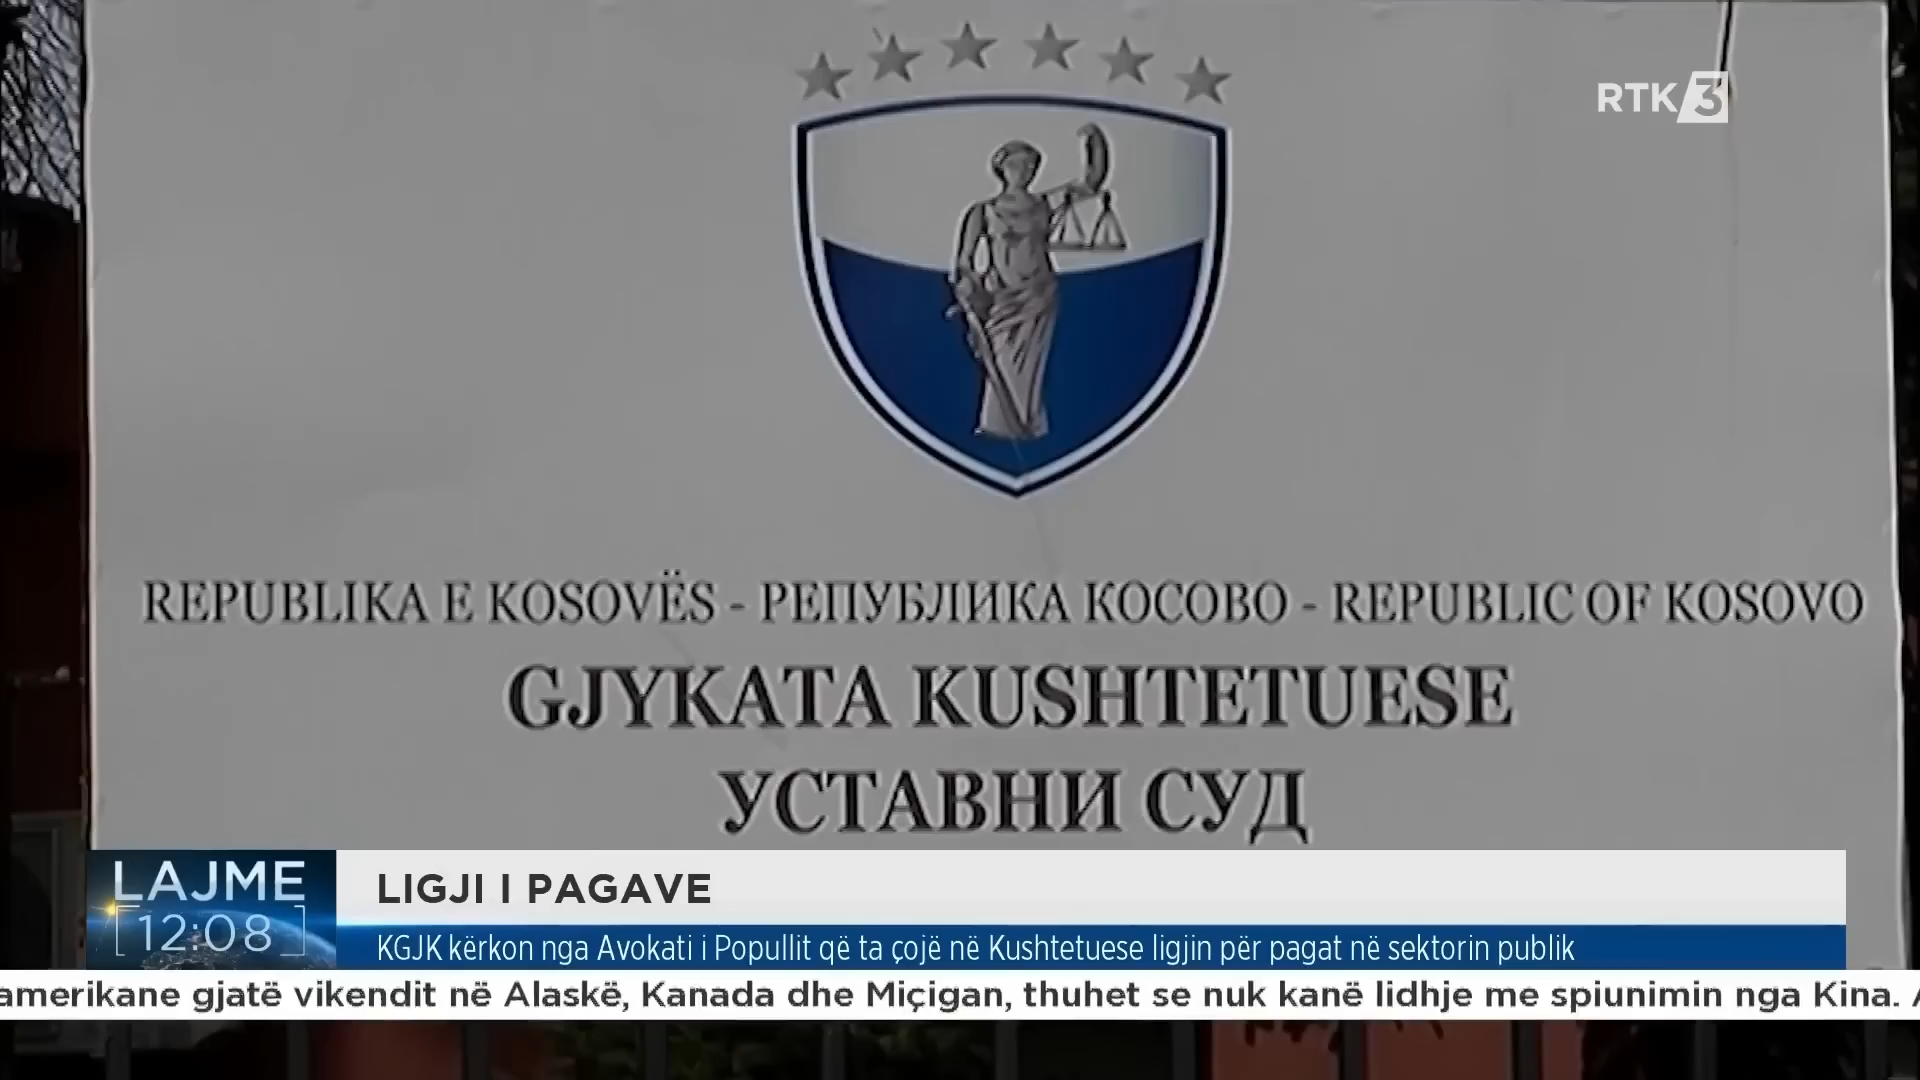 RTK 3
REPUBLIKA E KOSOVËS - РЕПУБЛИКА КОСОВО - REPUBLIC OF KOSOVO
GJYKATA KUSHTETUESE
УСТАВНИ СУД
LAJME
12:08
LIGJI I PAGAVE
KGJK kërkon nga Avokati i Popullit që ta çojë në Kushtetuese ligjin për pagat në sektorin publik
amerikane gjatë vikendit në Alaskë, Kanada dhe Miçigan, thuhet se nuk kanë lidhje me spiunimin nga Kina.